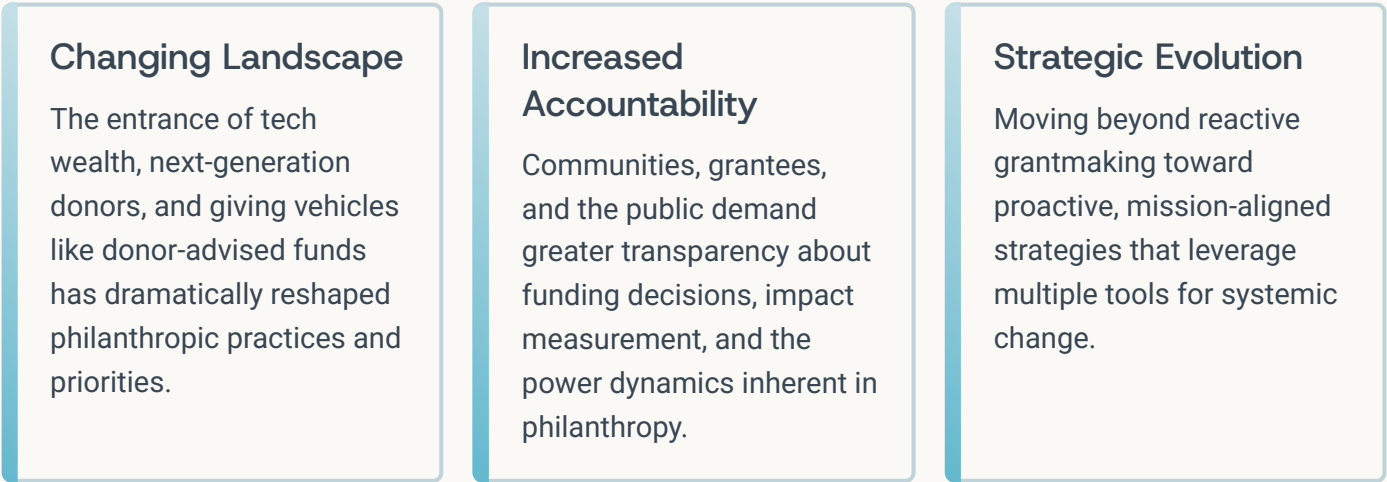 Changing Landscape
The entrance of tech
wealth, next-generation
donors, and giving vehicles
like donor-advised funds
has dramatically reshaped
philanthropic practices and
priorities.
Increased
Accountability
Communities, grantees,
and the public demand
greater transparency about
funding decisions, impact
measurement, and the
power dynamics inherent in
philanthropy.
Strategic Evolution
Moving beyond reactive
grantmaking toward
proactive, mission-aligned
strategies that leverage
multiple tools for systemic
change.